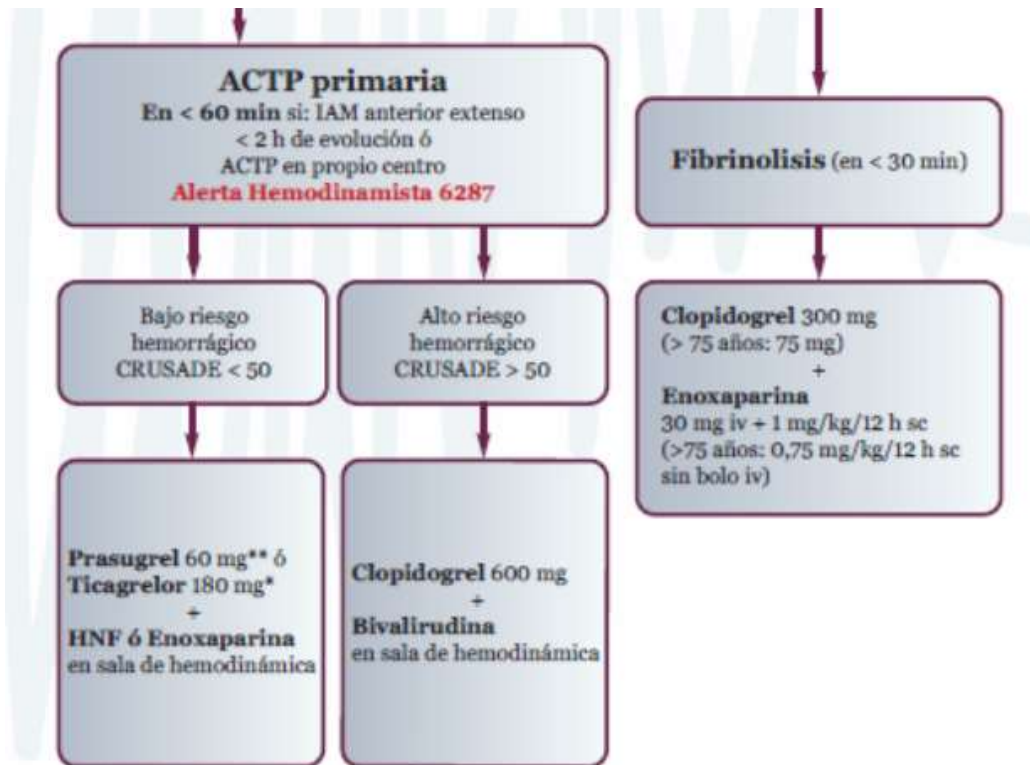 ACTP primaria
En < 60 min si: IAM anterior extenso
< 2 h de evolución ó
ACTP en propio centro
Alerta Hemodinamista 6287
Fibrinolisis (en < 30 min)
Bajo riesgo
hemorrágico
CRUSADE < 50
Alto riesgo
hemorrágico
CRUSADE > 50
Clopidogrel 300 mg
(> 75 años: 75 mg)
+
Enoxaparina
30 mg iv + 1 mg/kg/12 h sc
(>75 años: 0,75 mg/kg/12 h sc
sin bolo iv)
Prasugrel 60 mg** ó
Ticagrelor 180 mg*
+
HNF ó Enoxaparina
en sala de hemodinámica
Clopidogrel 600 mg
+
Bivalirudina
en sala de hemodinámica